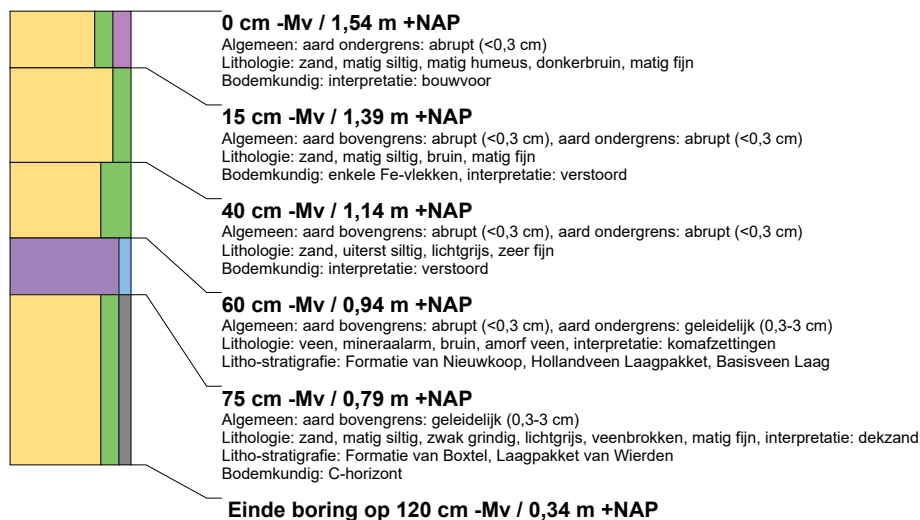 0 cm -Mv / 1,54 m +NAP
Algemeen: aard ondergrens: abrupt (<0,3 cm)
Lithologie: zand, matig siltig, matig humeus, donkerbruin, matig fijn
Bodemkundig: interpretatie: bouwvoor
15 cm -Mv / 1,39 m +NAP
Algemeen: aard bovengrens: abrupt (<0,3 cm), aard ondergrens: abrupt (<0,3 cm)
Lithologie: zand, matig siltig, bruin, matig fijn
Bodemkundig: enkele Fe-vlekken, interpretatie: verstoord
40 cm -Mv / 1,14 m +NAP
Algemeen: aard bovengrens: abrupt (<0,3 cm), aard ondergrens: abrupt (<0,3 cm)
Lithologie: zand, uiterst siltig, lichtgrijs, zeer fijn
Bodemkundig: interpretatie: verstoord
60 cm -Mv / 0,94 m +NAP
Algemeen: aard bovengrens: abrupt (<0,3 cm), aard ondergrens: geleidelijk (0,3-3 cm)
Lithologie: veen, mineraalarm, bruin, amorf veen, interpretatie: komafzettingen
Litho-stratigrafie: Formatie van Nieuwkoop, Hollandveen Laagpakket, Basisveen Laag
75 cm -Mv / 0,79 m +NAP
Algemeen: aard bovengrens: geleidelijk (0,3-3 cm)
Lithologie: zand, matig siltig, zwak grindig, lichtgrijs, veenbrokken, matig fijn, interpretatie: dekzand
Litho-stratigrafie: Formatie van Boxtel, Laagpakket van Wierden
Bodemkundig: C-horizont
Einde boring op 120 cm -Mv / 0,34 m +NAP